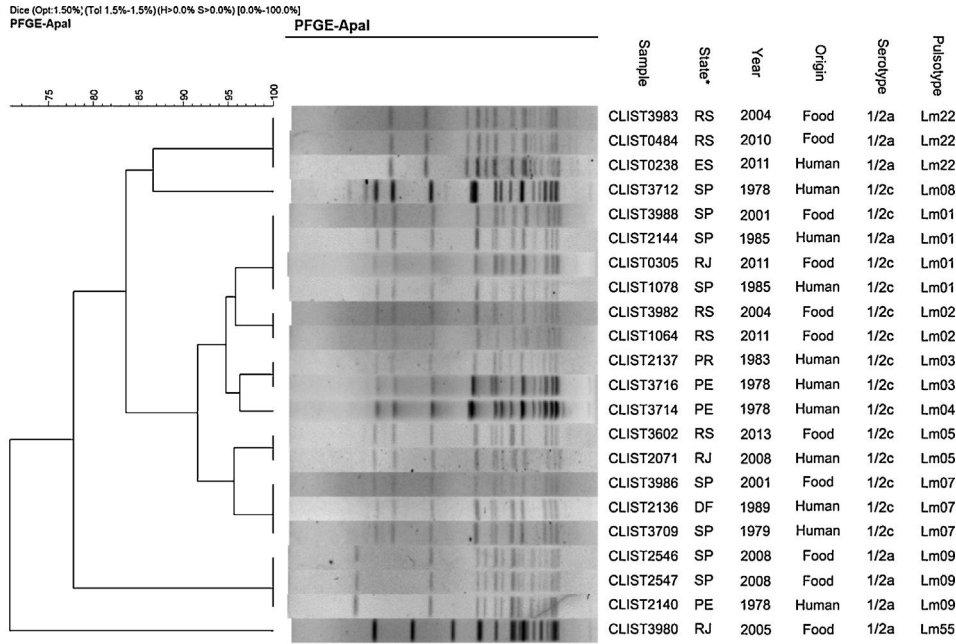 Dice (Opt:1.50%) (Tol 1.5%-1.5%) (H>0.0% S>0.0%) [0.0%-100.0%]
PFGE-ApaI
PFGE-ApaI
75 80 85 90 95 100
Sample State* Year Origin Serotype Pulsotype
CLIST3983 RS 2004 Food 1/2a Lm22
CLIST0484 RS 2010 Food 1/2a Lm22
CLIST0238 ES 2011 Human 1/2a Lm22
CLIST3712 SP 1978 Human 1/2c Lm08
CLIST3988 SP 2001 Food 1/2c Lm01
CLIST2144 SP 1985 Human 1/2a Lm01
CLIST0305 RJ 2011 Food 1/2c Lm01
CLIST1078 SP 1985 Human 1/2c Lm01
CLIST3982 RS 2004 Food 1/2c Lm02
CLIST1064 RS 2011 Food 1/2c Lm02
CLIST2137 PR 1983 Human 1/2c Lm03
CLIST3716 PE 1978 Human 1/2c Lm03
CLIST3714 PE 1978 Human 1/2c Lm04
CLIST3602 RS 2013 Food 1/2c Lm05
CLIST2071 RJ 2008 Human 1/2c Lm05
CLIST3986 SP 2001 Food 1/2c Lm07
CLIST2136 DF 1989 Human 1/2c Lm07
CLIST3709 SP 1979 Human 1/2c Lm07
CLIST2546 SP 2008 Food 1/2a Lm09
CLIST2547 SP 2008 Food 1/2a Lm09
CLIST2140 PE 1978 Human 1/2a Lm09
CLIST3980 RJ 2005 Food 1/2a Lm55